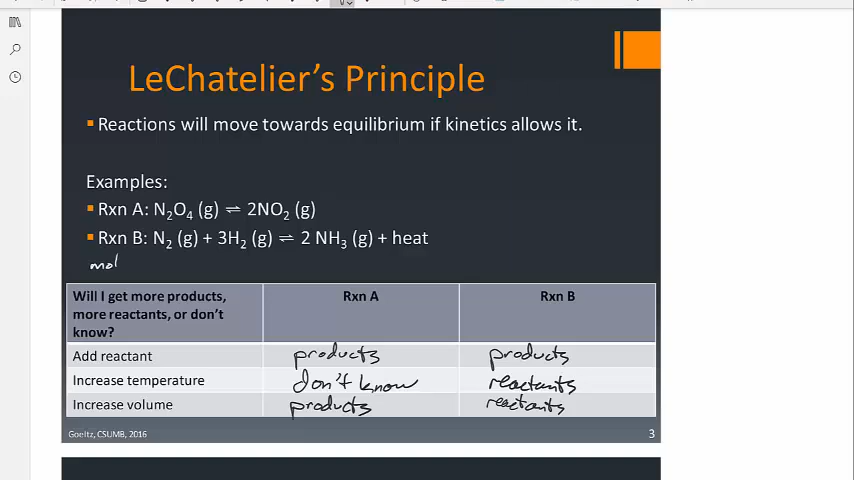 LeChatelier's Principle
▪ Reactions will move towards equilibrium if kinetics allows it.
Examples:
▪ Rxn A: N₂O₄ (g) ⇌ 2NO₂ (g)
▪ Rxn B: N₂ (g) + 3H₂ (g) ⇌ 2 NH₃ (g) + heat
mol
Will I get more products, more reactants, or don't know? Rxn A Rxn B
Add reactant products products
Increase temperature don't know reactants
Increase volume products reactants
Goeltz, CSUMB, 2016 3